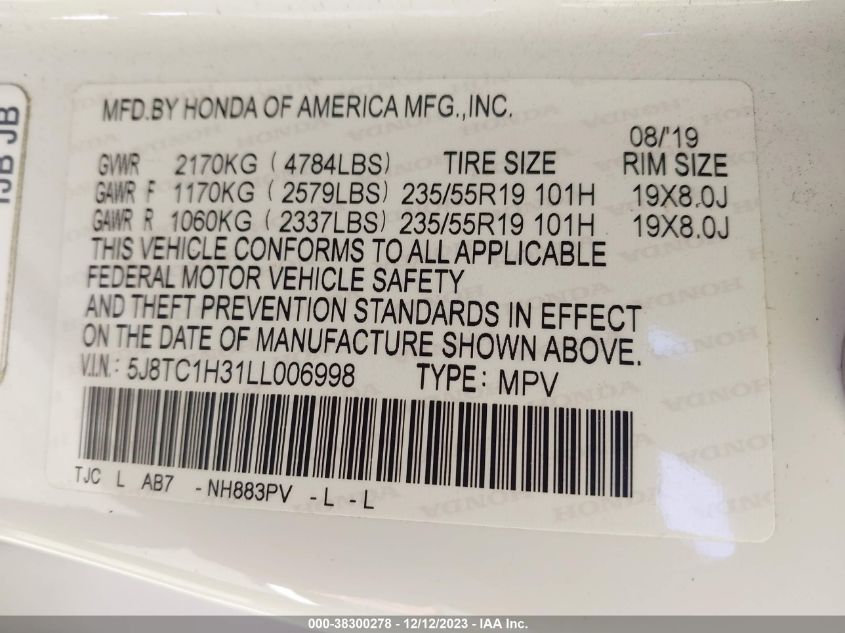 MFD.BY HONDA OF AMERICA MFG.,INC.
08/'19
GVWR 2170KG ( 4784LBS) TIRE SIZE RIM SIZE
GAWR F 1170KG ( 2579LBS) 235/55R19 101H 19X8.0J
GAWR R 1060KG ( 2337LBS) 235/55R19 101H 19X8.0J
THIS VEHICLE CONFORMS TO ALL APPLICABLE
FEDERAL MOTOR VEHICLE SAFETY
AND THEFT PREVENTION STANDARDS IN EFFECT
ON THE DATE OF MANUFACTURE SHOWN ABOVE.
V.I.N.: 5J8TC1H31LL006998 TYPE: MPV
TJC L AB7 -NH883PV -L -L
000-38300278 - 12/12/2023 - IAA, Inc.